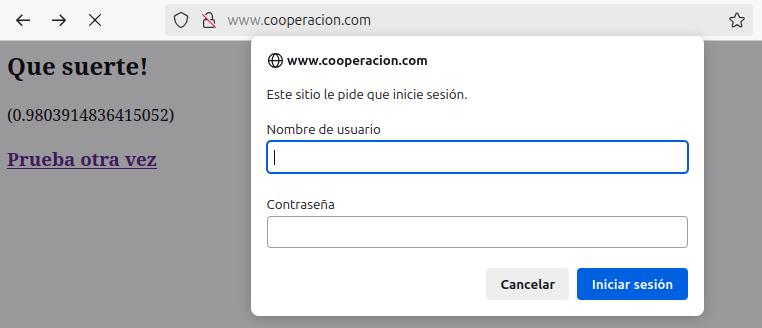 www.cooperacion.com
Que suerte!
(0.9803914836415052)
Prueba otra vez
www.cooperacion.com
Este sitio le pide que inicie sesión.
Nombre de usuario
Contraseña
Cancelar
Iniciar sesión